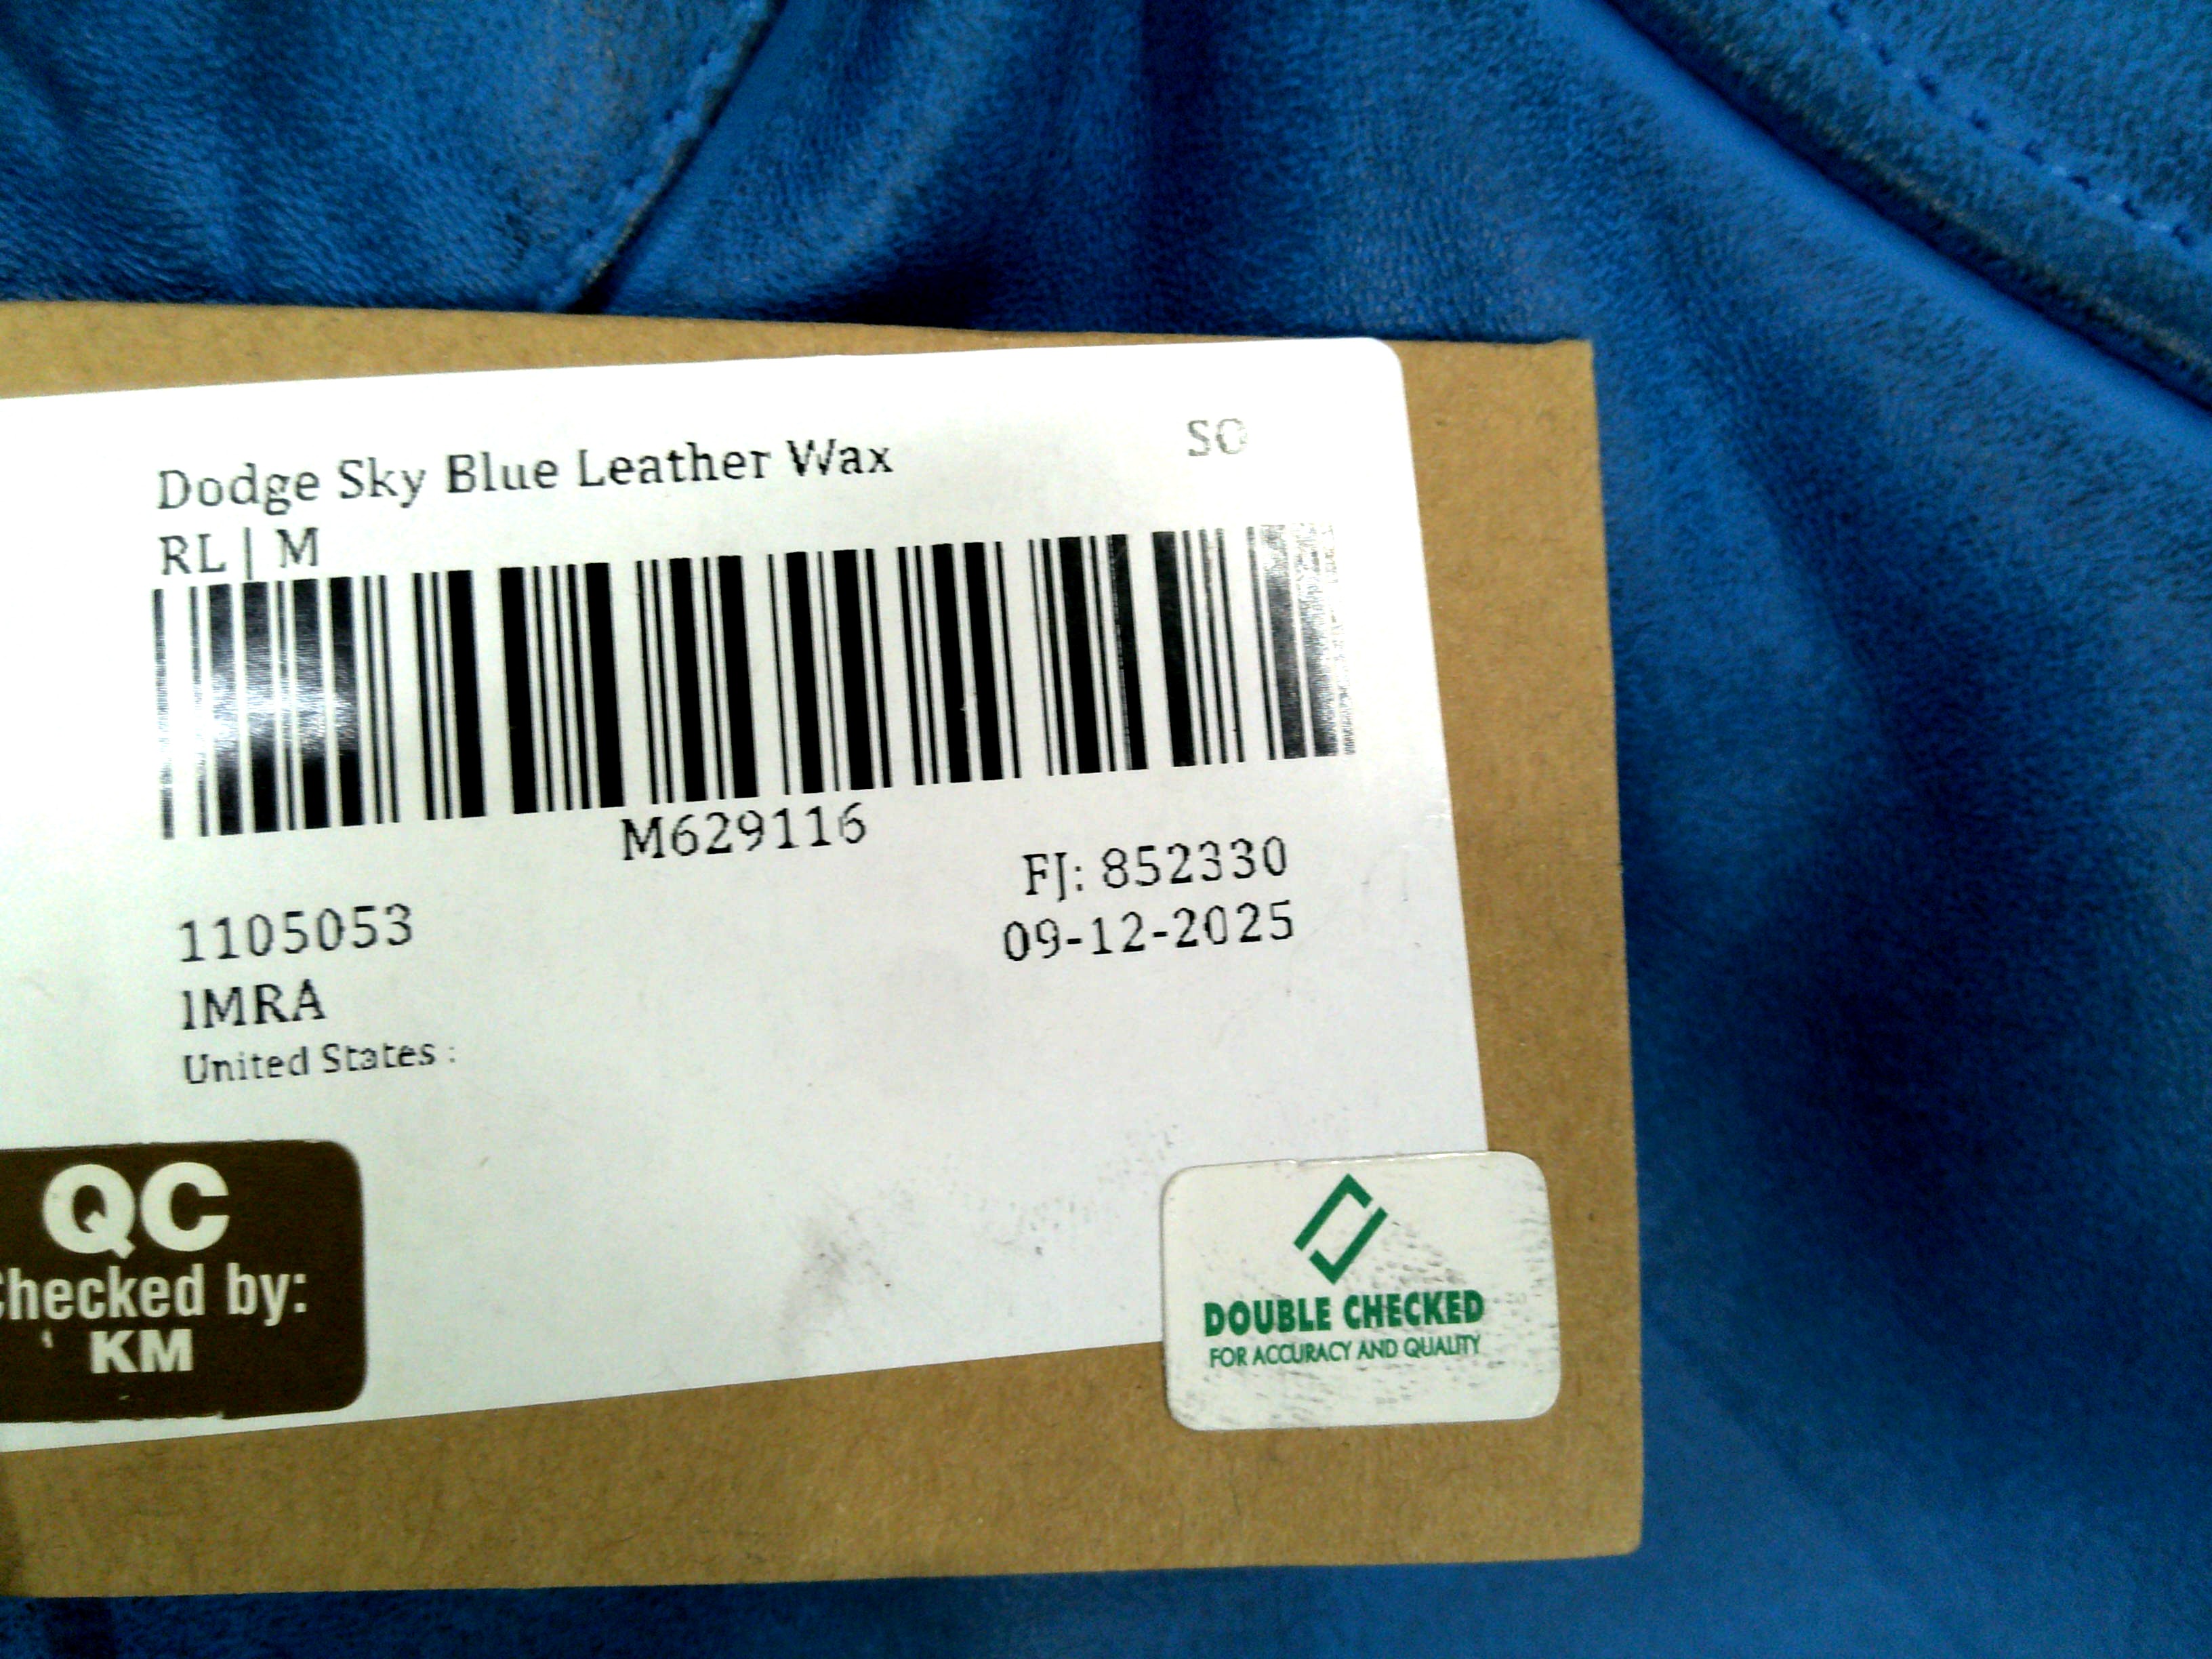 Dodge Sky Blue Leather Wax
SO
RL | M
M629116
FJ: 852330
1105053
09-12-2025
IMRA
United States :
QC
Checked by:
KM
DOUBLE CHECKED
FOR ACCURACY AND QUALITY